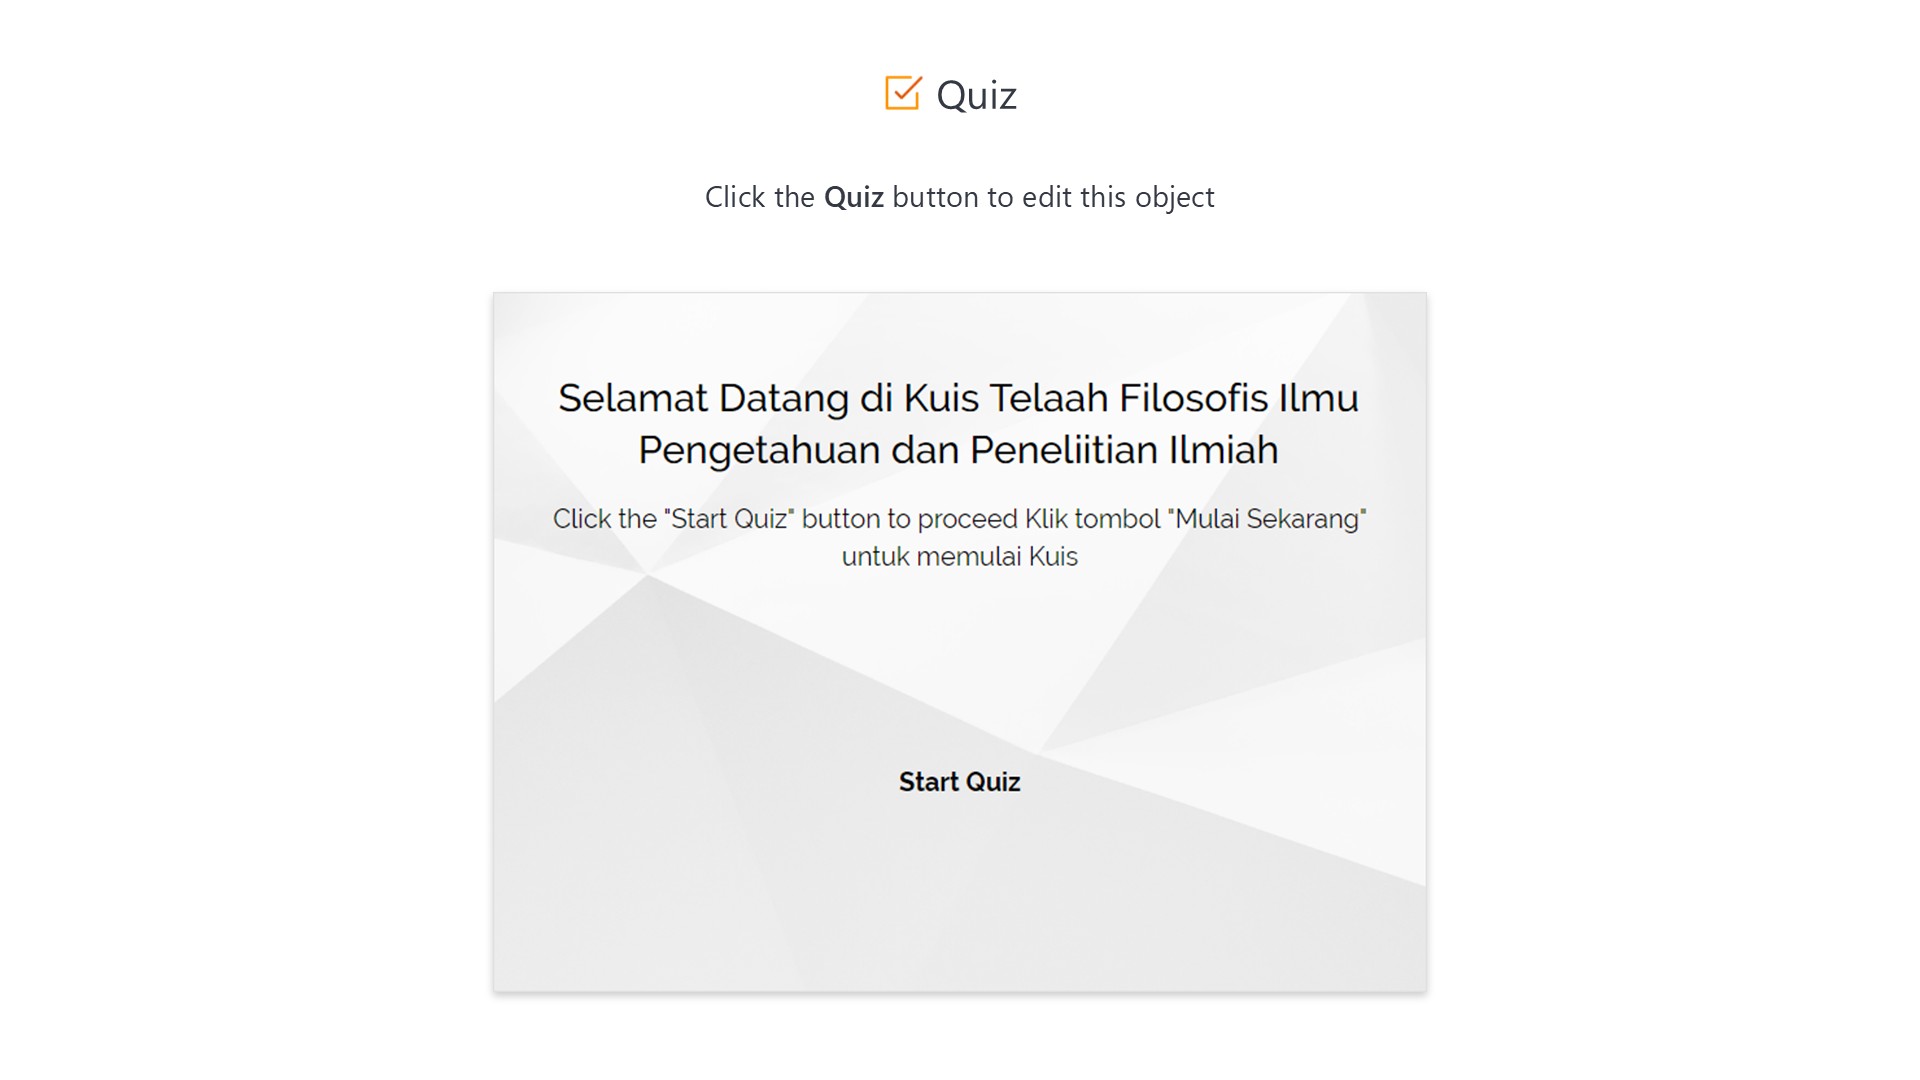 Quiz
Click the Quiz button to edit this object
Selamat Datang di Kuis Telaah Filosofis Ilmu
Pengetahuan dan Peneliitian Ilmiah
Click the "Start Quiz" button to proceed Klik tombol "Mulai Sekarang"
untuk memulai Kuis
Start Quiz